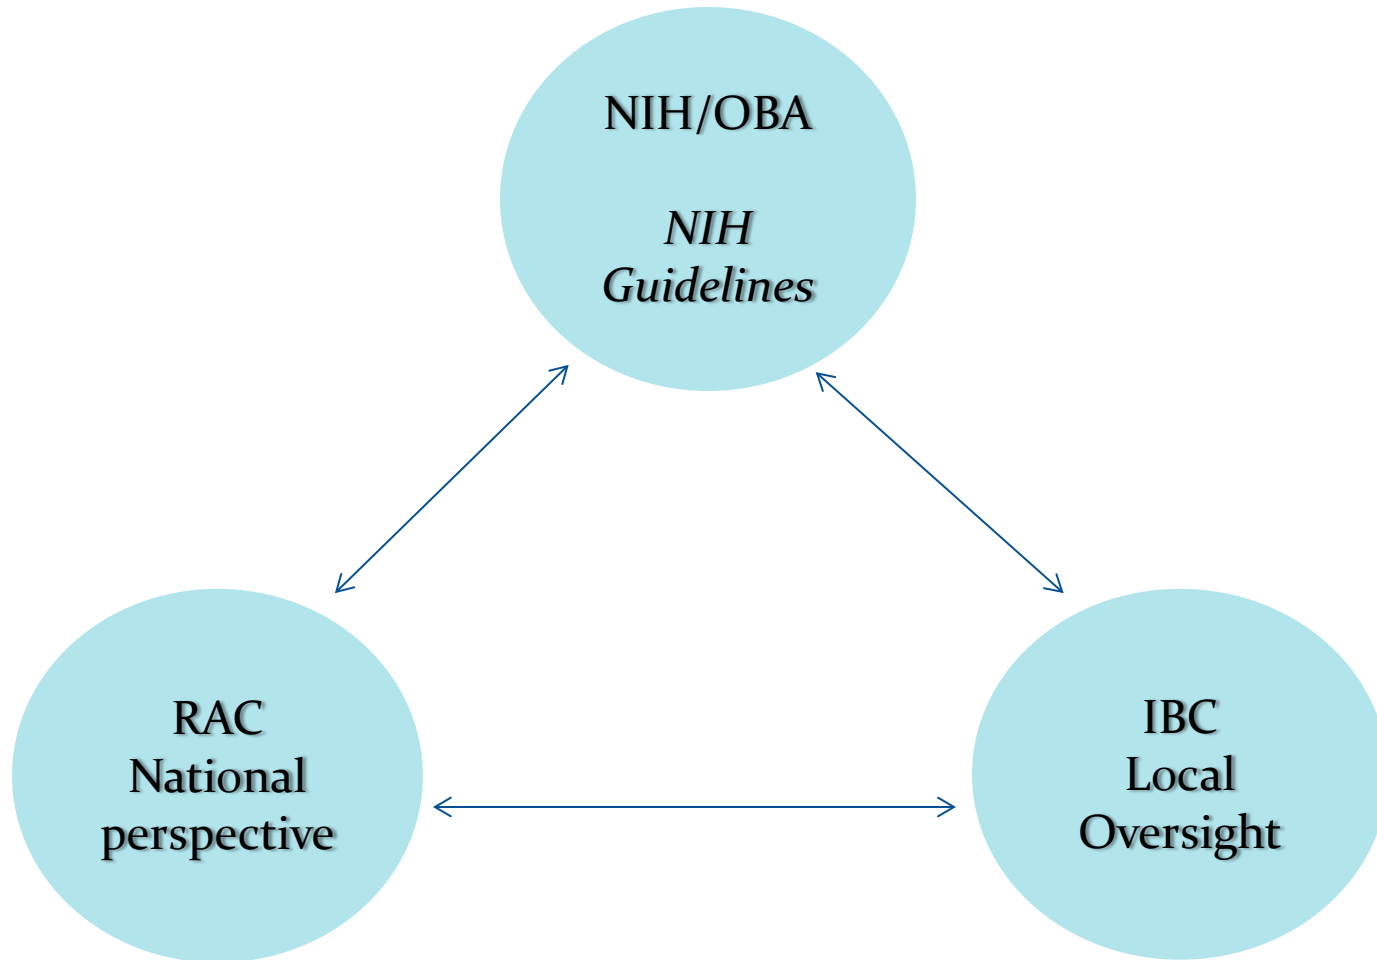 NIH/OBA
NIH
Guidelines
RAC
National
perspective
IBC
Local
Oversight